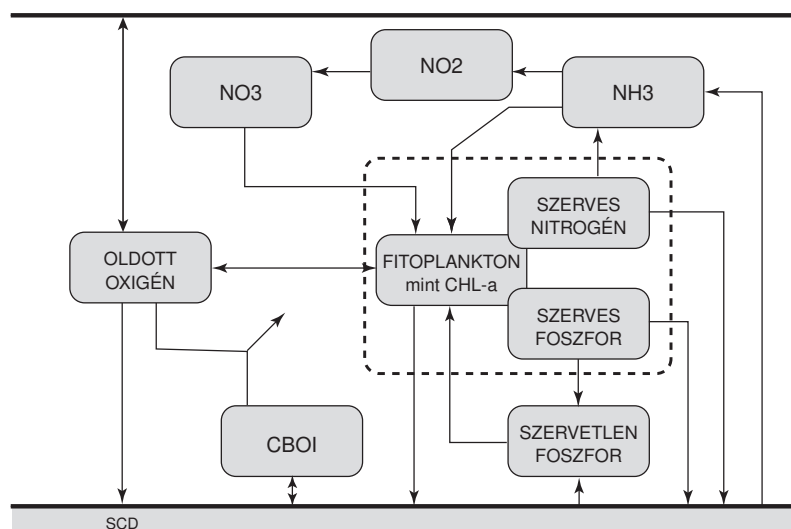 NO2
NO3
NH3
SZERVES
NITROGÉN
OLDOTT
OXIGÉN
FITOPLANKTON
mint CHL-a
SZERVES
FOSZFOR
CBOI
SZERVETLEN
FOSZFOR
SCD